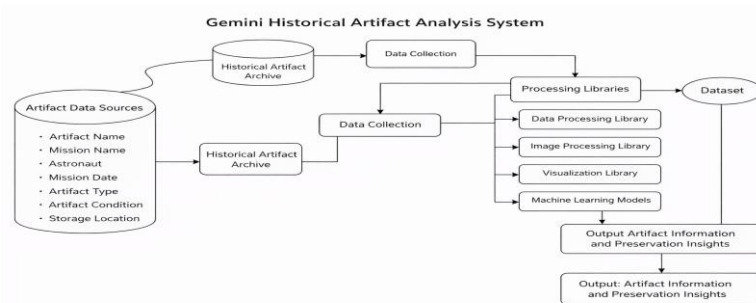 Gemini Historical Artifact Analysis System
Historical Artifact
Archive
Data Collection
Processing Libraries
Dataset
Artifact Data Sources
· Artifact Name
· Mission Name
· Astronaut
· Mission Date
· Artifact Type
· Artifact Condition
· Storage Location
Historical Artifact
Archive
Data Collection
Data Processing Library
Image Processing Library
Visualization Library
Machine Learning Models
Output Artifact Information
and Preservation Insights
Output: Artifact Information
and Preservation Insights